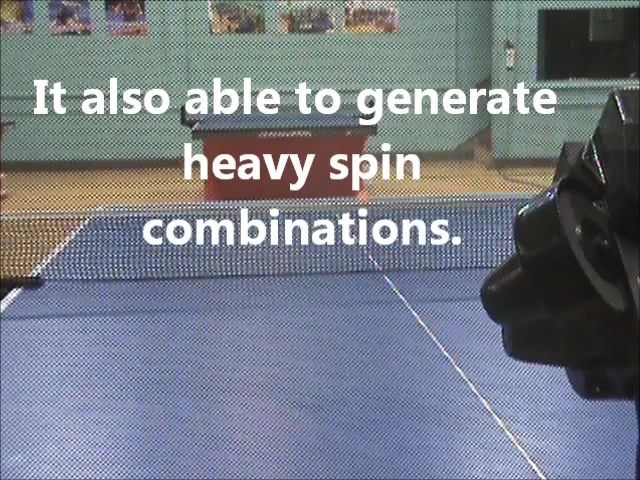 It also able to generate
heavy spin
combinations.